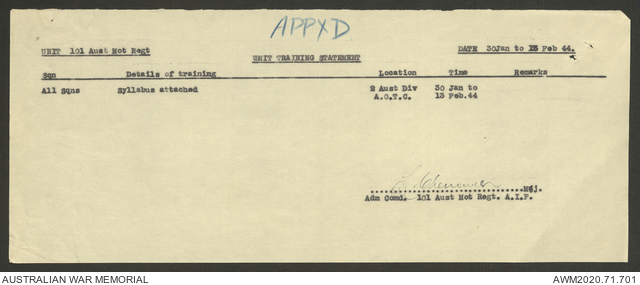 APPXD
UNIT 101 Aust Mot Regt DATE 30Jan to 13 Feb 44.
UNIT TRAINING STATEMENT
Sqn Details of training Location Time Remarks
All Sqns Syllabus attached 2 Aust Div 30 Jan to
A.O.T.C. 13 Feb.44
Maj.
Adm Comd. 101 Aust Mot Regt. A.I.F.
AUSTRALIAN WAR MEMORIAL AWM2020.71.701